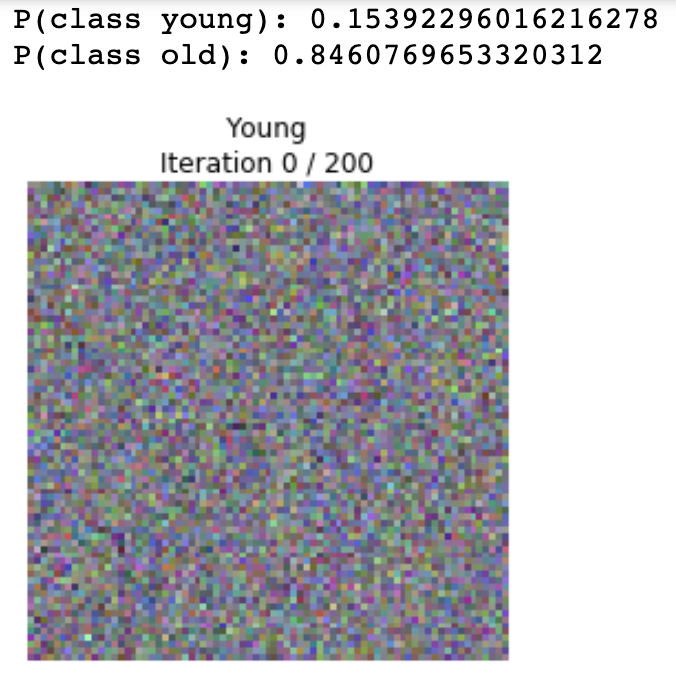 P(class young): 0.15392296016216278
P(class old): 0.8460769653320312
Young
Iteration 0 / 200